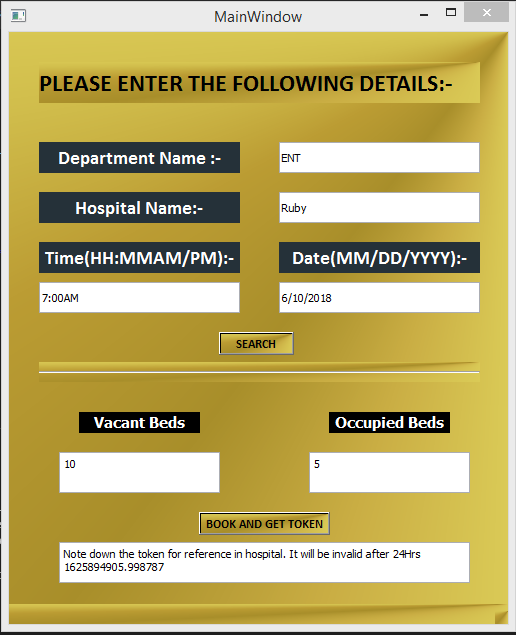 MainWindow
PLEASE ENTER THE FOLLOWING DETAILS:-
Department Name :-
ENT
Hospital Name:-
Ruby
Time(HH:MMAM/PM):-
Date(MM/DD/YYYY):-
7:00AM
6/10/2018
SEARCH
Vacant Beds
Occupied Beds
10
5
BOOK AND GET TOKEN
Note down the token for reference in hospital. It will be invalid after 24Hrs
1625894905.998787